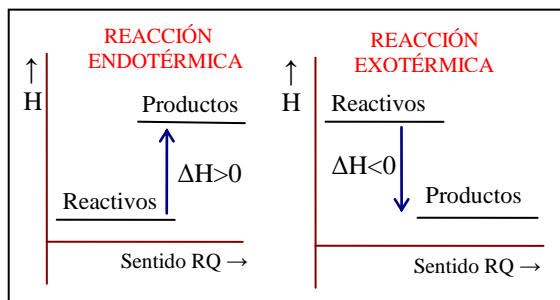 REACCIÓN
ENDOTÉRMICA
↑
H
Productos
ΔH>0
Reactivos
Sentido RQ →
REACCIÓN
EXOTÉRMICA
↑
H
Reactivos
ΔH<0
Productos
Sentido RQ →